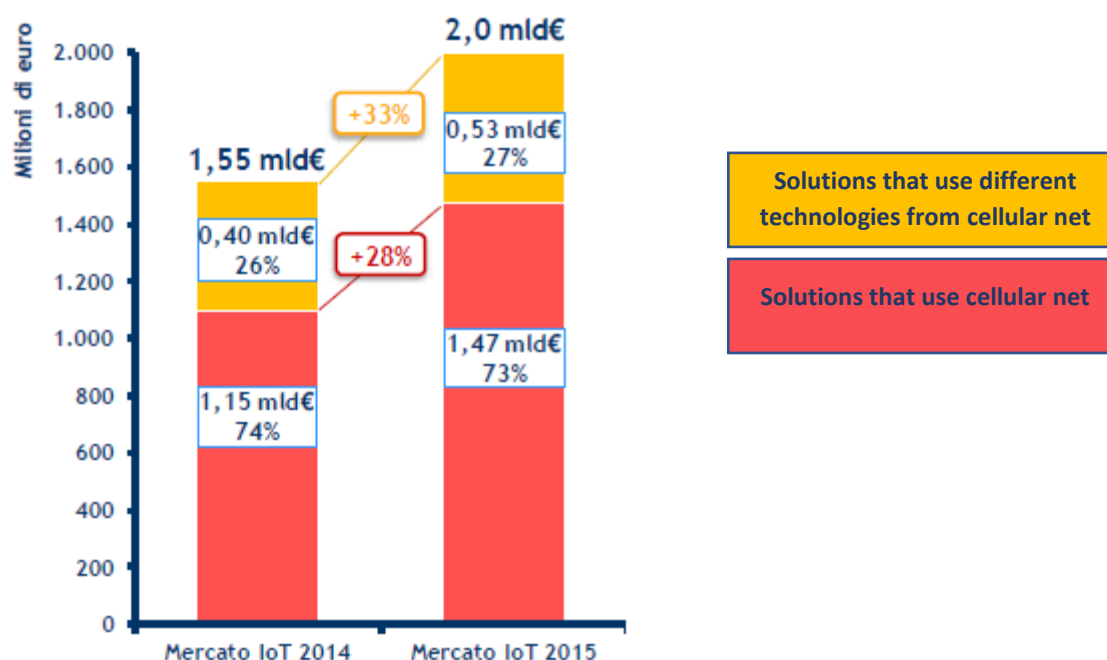 Milioni di euro
2.000
1.800
1.600
1.400
1.200
1.000
800
600
400
200
0
1,55 mld€
0,40 mld€
26%
1,15 mld€
74%
+33%
+28%
2,0 mld€
0,53 mld€
27%
1,47 mld€
73%
Mercato IoT 2014
Mercato IoT 2015
Solutions that use different
technologies from cellular net
Solutions that use cellular net